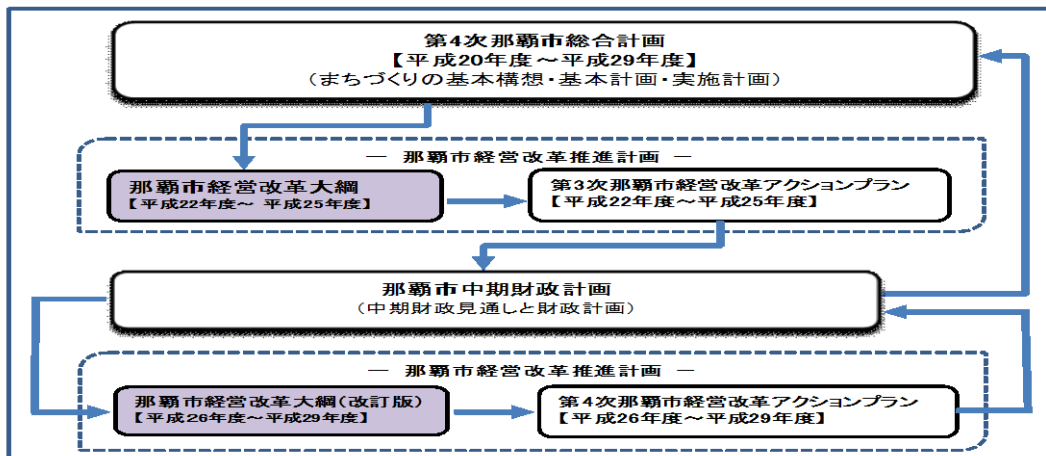 第4次那覇市総合計画
【平成20年度～平成29年度】
(まちづくりの基本構想・基本計画・実施計画)
― 那覇市経営改革推進計画 ―
那覇市経営改革大綱
【平成22年度～ 平成25年度】
第3次那覇市経営改革アクションプラン
【平成22年度～平成25年度】
那覇市中期財政計画
(中期財政見通しと財政計画)
― 那覇市経営改革推進計画 ―
那覇市経営改革大綱(改訂版)
【平成26年度～平成29年度】
第4次那覇市経営改革アクションプラン
【平成26年度～平成29年度】